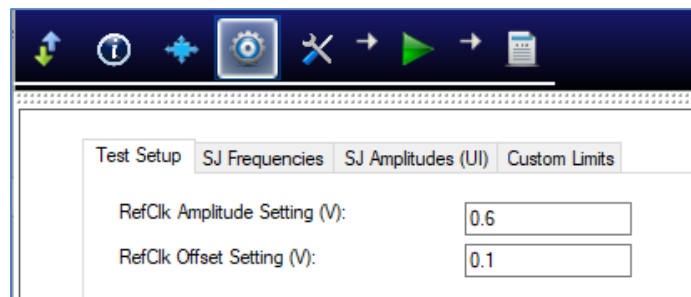 Test Setup SJ Frequencies SJ Amplitudes (UI) Custom Limits
RefClk Amplitude Setting (V): 0.6
RefClk Offset Setting (V): 0.1